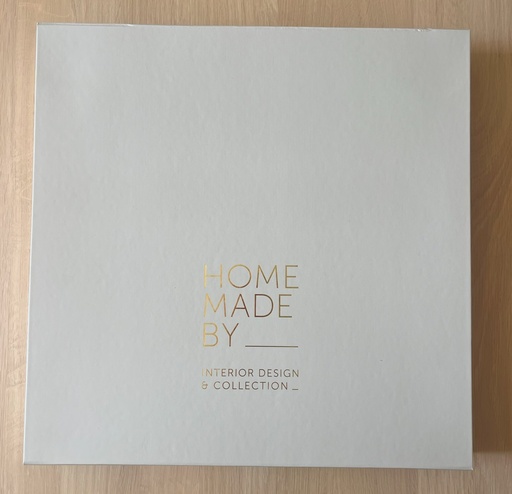 HOME
MADE
BY ____
INTERIOR DESIGN
& COLLECTION _